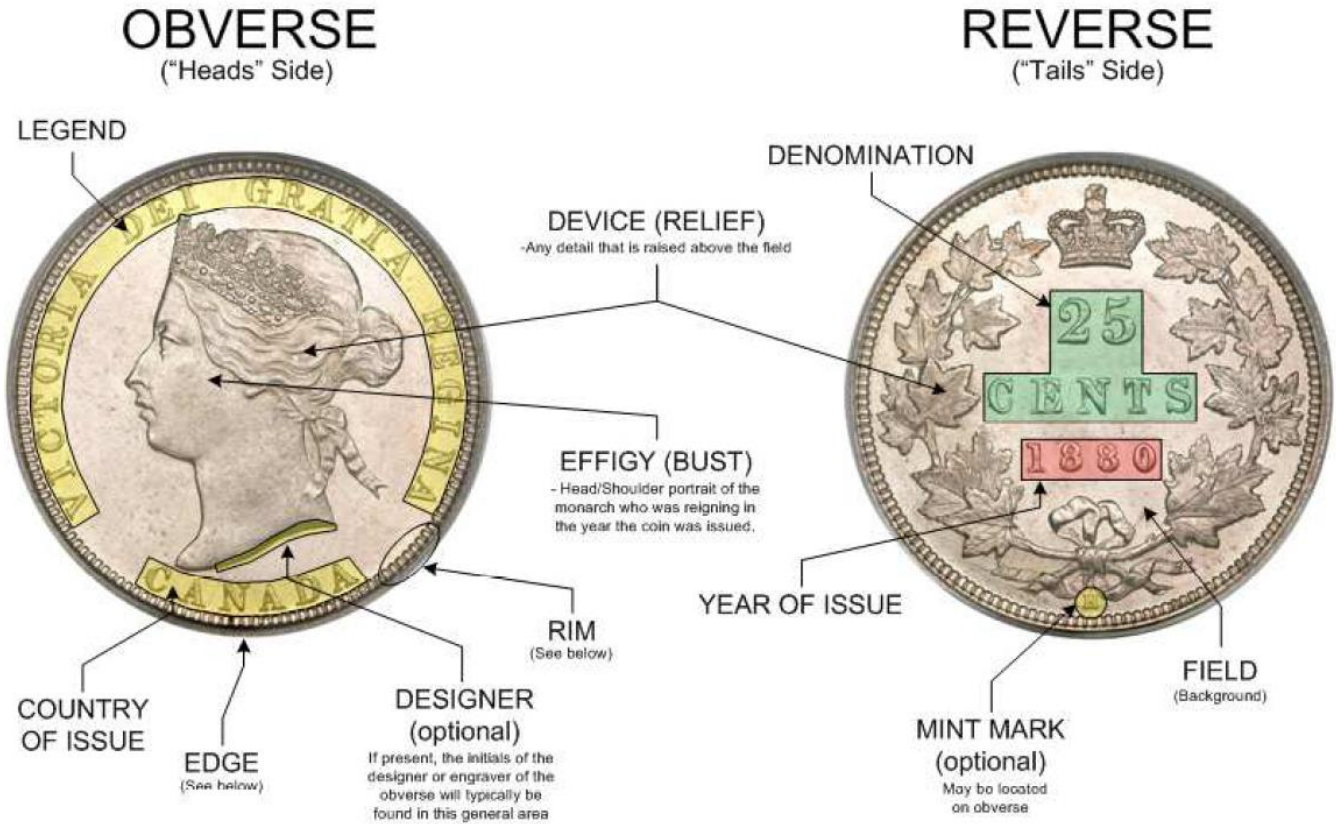 OBVERSE
("Heads" Side)
REVERSE
("Tails" Side)
LEGEND
DENOMINATION
DEVICE (RELIEF)
-Any detail that is raised above the field
VICTORIA DEI GRATIA REGINA
CANADA
25
CENTS
1880
H
EFFIGY (BUST)
- Head/Shoulder portrait of the
monarch who was reigning in
the year the coin was issued.
YEAR OF ISSUE
RIM
(See below)
FIELD
(Background)
COUNTRY
OF ISSUE
EDGE
(See below)
DESIGNER
(optional)
If present, the initials of the
designer or engraver of the
obverse will typically be
found in this general area
MINT MARK
(optional)
May be located
on obverse